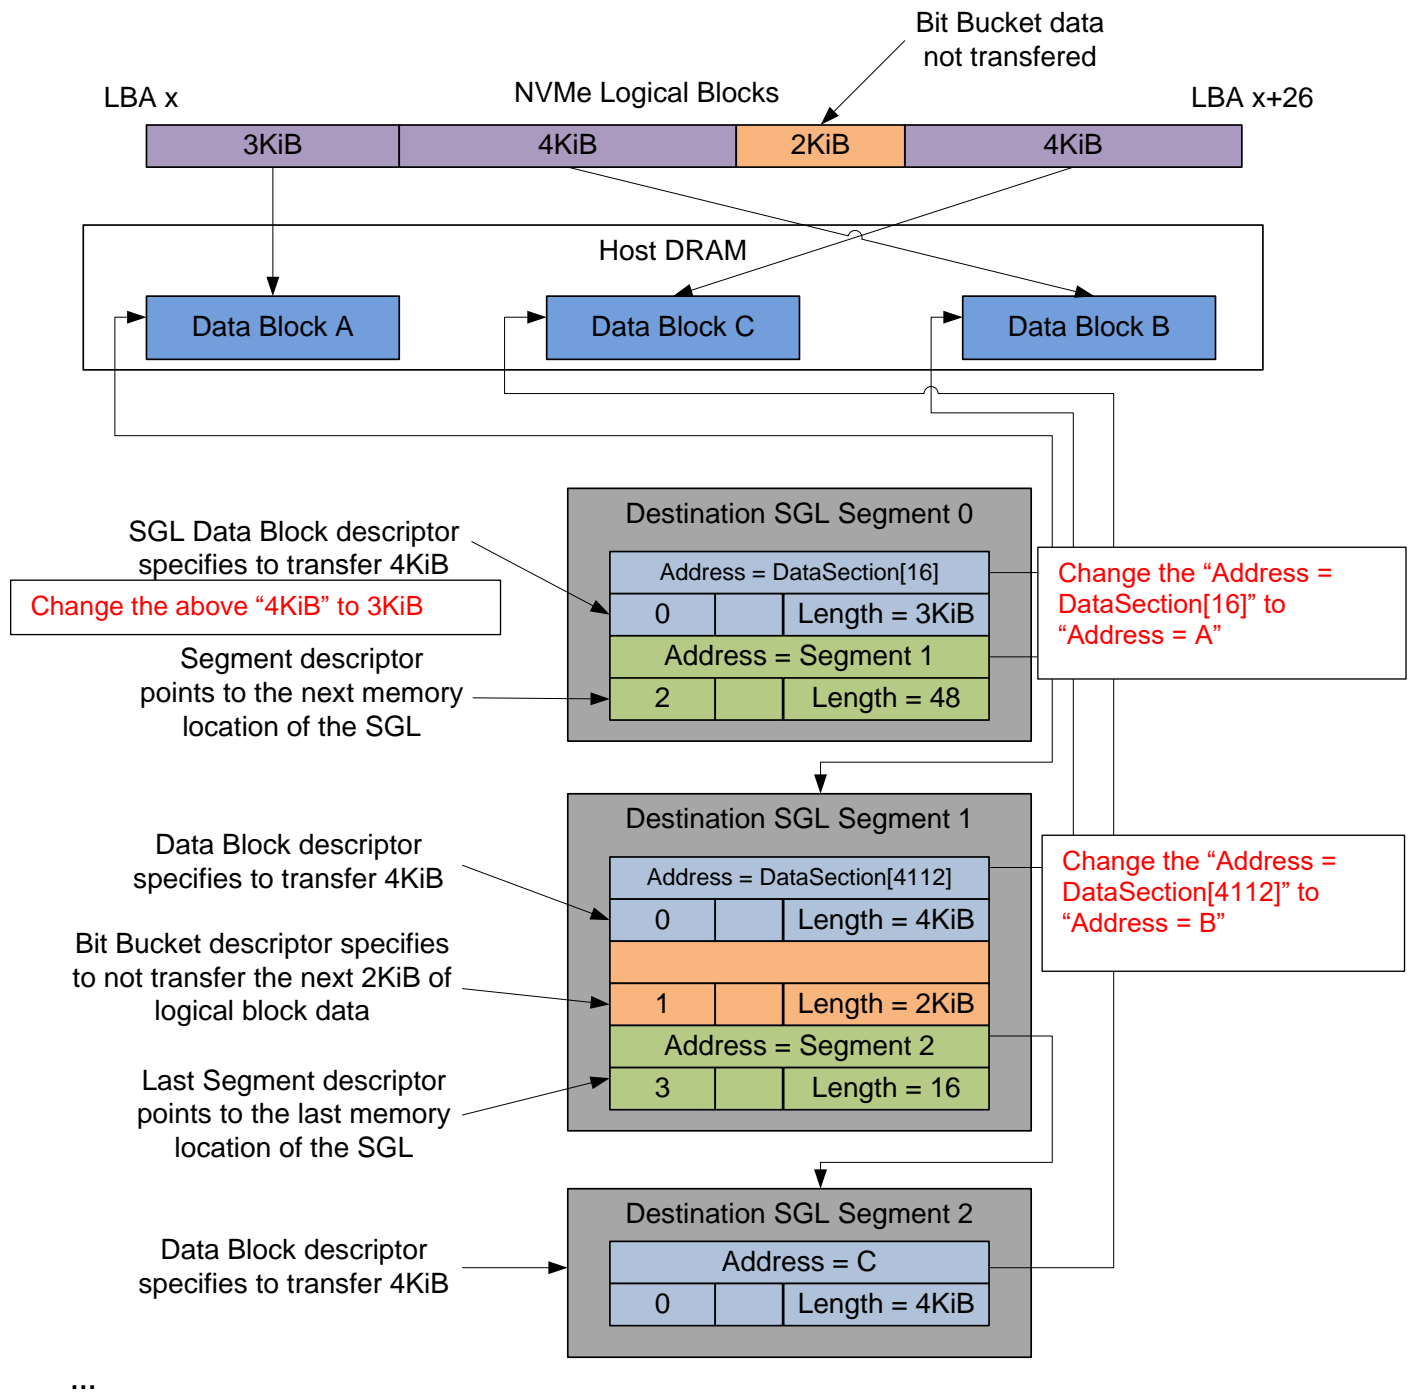 Bit Bucket data
not transfered
LBA x
NVMe Logical Blocks
LBA x+26
3KiB
4KiB
2KiB
4KiB
Host DRAM
Data Block A
Data Block C
Data Block B
Destination SGL Segment 0
SGL Data Block descriptor
specifies to transfer 4KiB
Change the above “4KiB” to 3KiB
Address = DataSection[16]
0
Length = 3KiB
Change the “Address =
DataSection[16]” to
“Address = A”
Segment descriptor
points to the next memory
location of the SGL
Address = Segment 1
2
Length = 48
Destination SGL Segment 1
Data Block descriptor
specifies to transfer 4KiB
Address = DataSection[4112]
0
Length = 4KiB
Change the “Address =
DataSection[4112]” to
“Address = B”
Bit Bucket descriptor specifies
to not transfer the next 2KiB of
logical block data
1
Length = 2KiB
Address = Segment 2
Last Segment descriptor
points to the last memory
location of the SGL
3
Length = 16
Destination SGL Segment 2
Data Block descriptor
specifies to transfer 4KiB
Address = C
0
Length = 4KiB
...